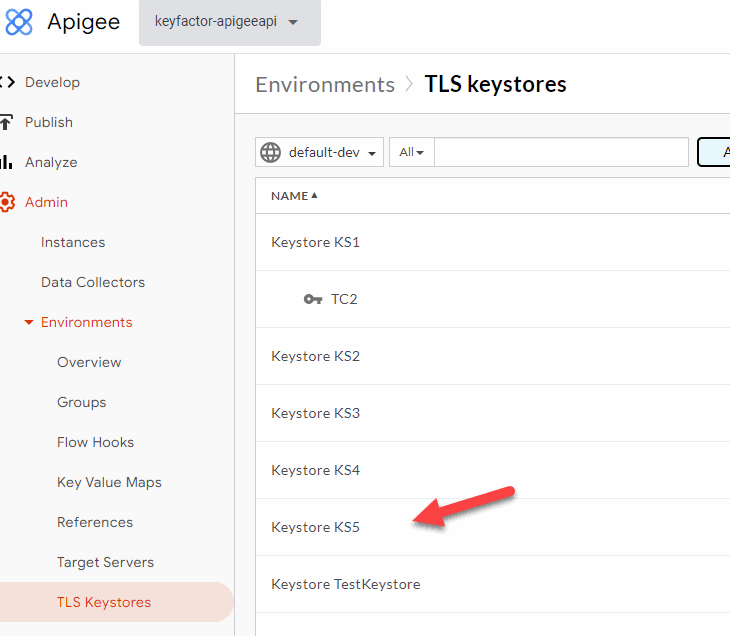 Apigee
keyfactor-apigeeapi
Develop
Publish
Analyze
Admin
Instances
Data Collectors
Environments
Overview
Groups
Flow Hooks
Key Value Maps
References
Target Servers
TLS Keystores
Environments > TLS keystores
default-dev
All
NAME
Keystore KS1
TC2
Keystore KS2
Keystore KS3
Keystore KS4
Keystore KS5
Keystore TestKeystore